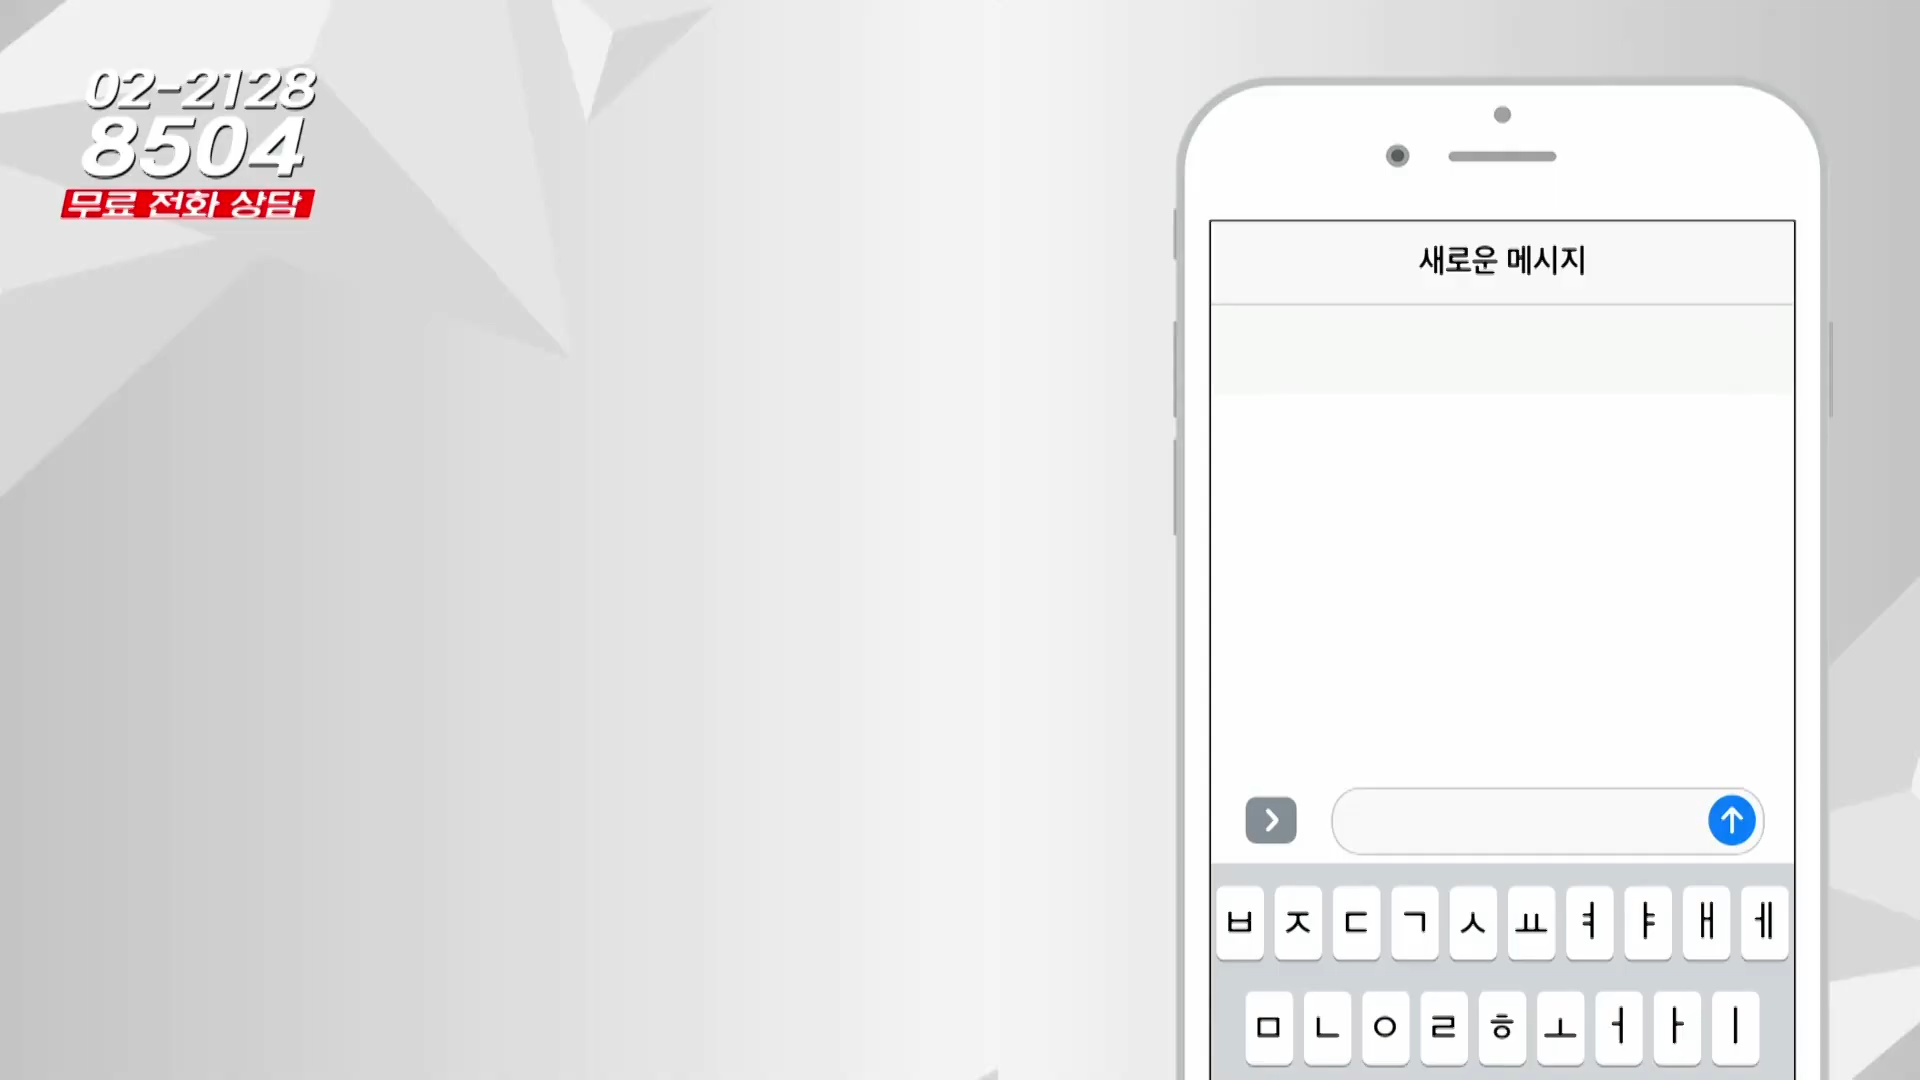 02-2128
8504
무료 전화 상담
새로운 메시지
ㅂ ㅈ ㄷ ㄱ ㅅ ㅛ ㅕ ㅑ ㅐ ㅔ
ㅁ ㄴ ㅇ ㄹ ㅎ ㅗ ㅓ ㅏ ㅣ